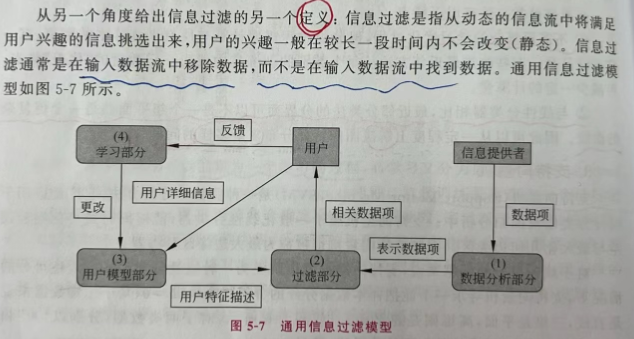 从另一个角度给出信息过滤的另一个定义：信息过滤是指从动态的信息流中将满足
用户兴趣的信息挑选出来，用户的兴趣一般在较长一段时间内不会改变(静态)。信息过
滤通常是在输入数据流中移除数据，而不是在输入数据流中找到数据。通用信息过滤模
型如图 5-7 所示。
(4)
学习部分
反馈
用户
信息提供者
更改
用户详细信息
相关数据项
数据项
(3)
用户模型部分
用户特征描述
(2)
过滤部分
表示数据项
(1)
数据分析部分
图 5-7 通用信息过滤模型